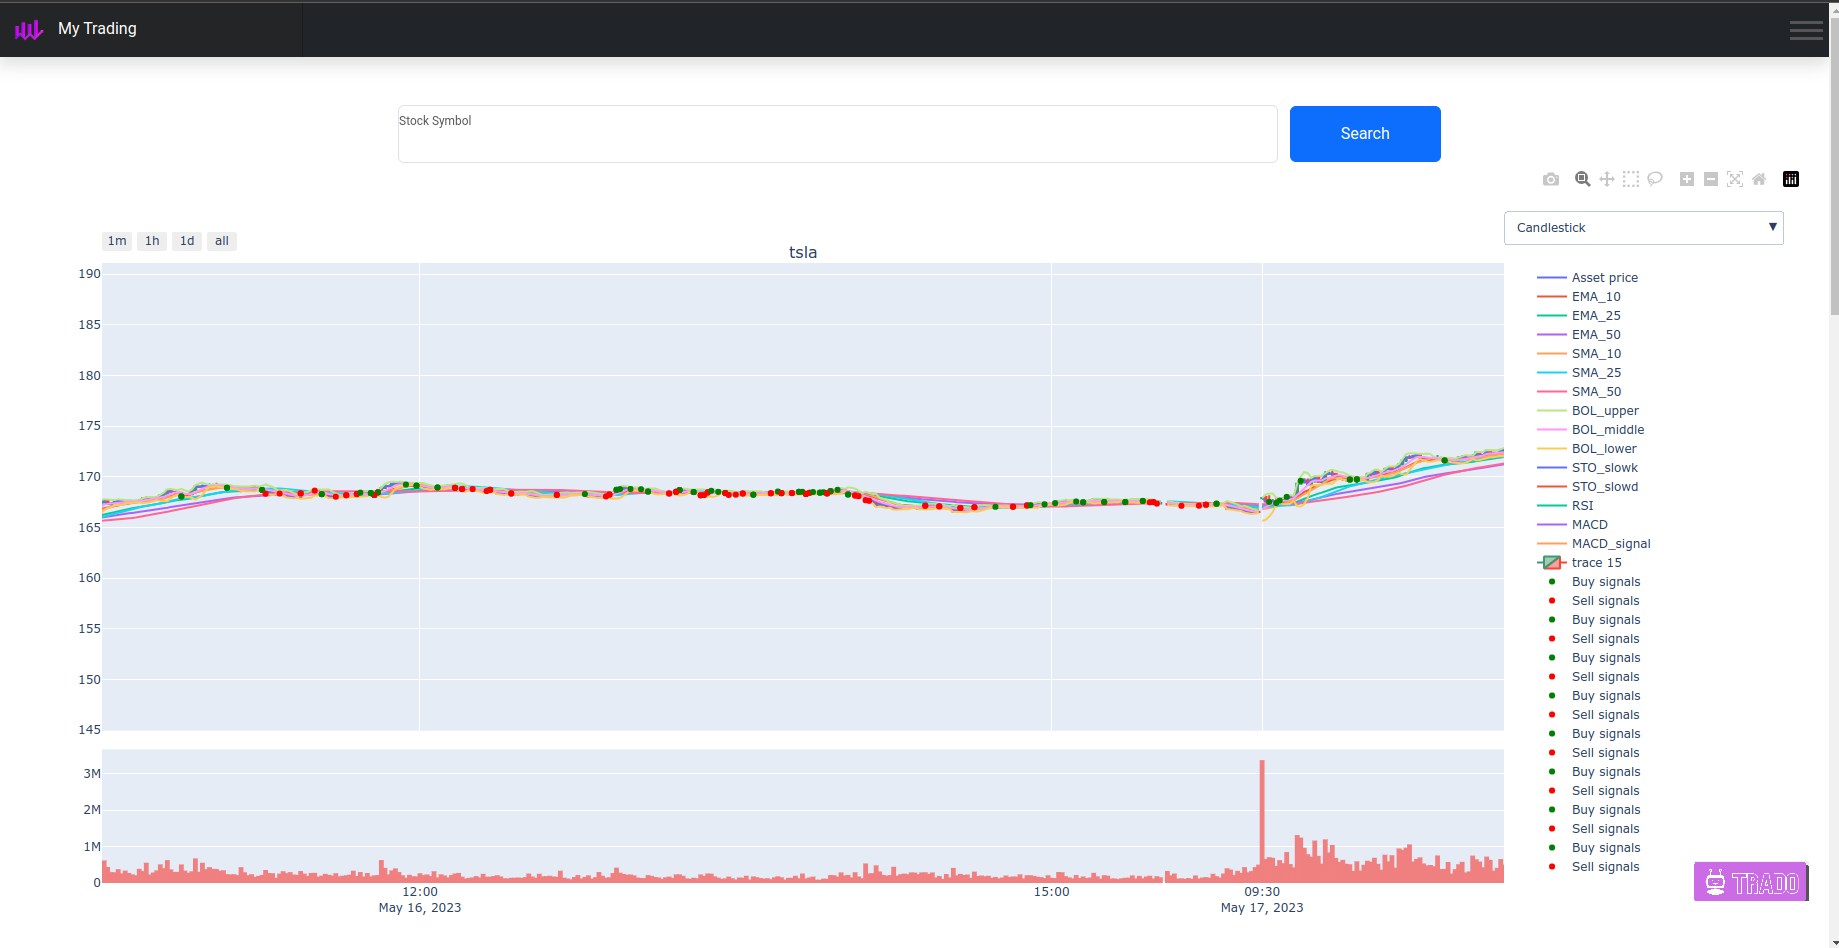 My Trading
Stock Symbol
Search
Candlestick
1m 1h 1d all
tsla
190
185
180
175
170
165
160
155
150
145
3M
2M
1M
0
12:00
May 16, 2023
15:00
09:30
May 17, 2023
Asset price
EMA_10
EMA_25
EMA_50
SMA_10
SMA_25
SMA_50
BOL_upper
BOL_middle
BOL_lower
STO_slowk
STO_slowd
RSI
MACD
MACD_signal
trace 15
Buy signals
Sell signals
Buy signals
Sell signals
Buy signals
Sell signals
Buy signals
Sell signals
Buy signals
Sell signals
Buy signals
Sell signals
Buy signals
Sell signals
Buy signals
Sell signals
TRADO